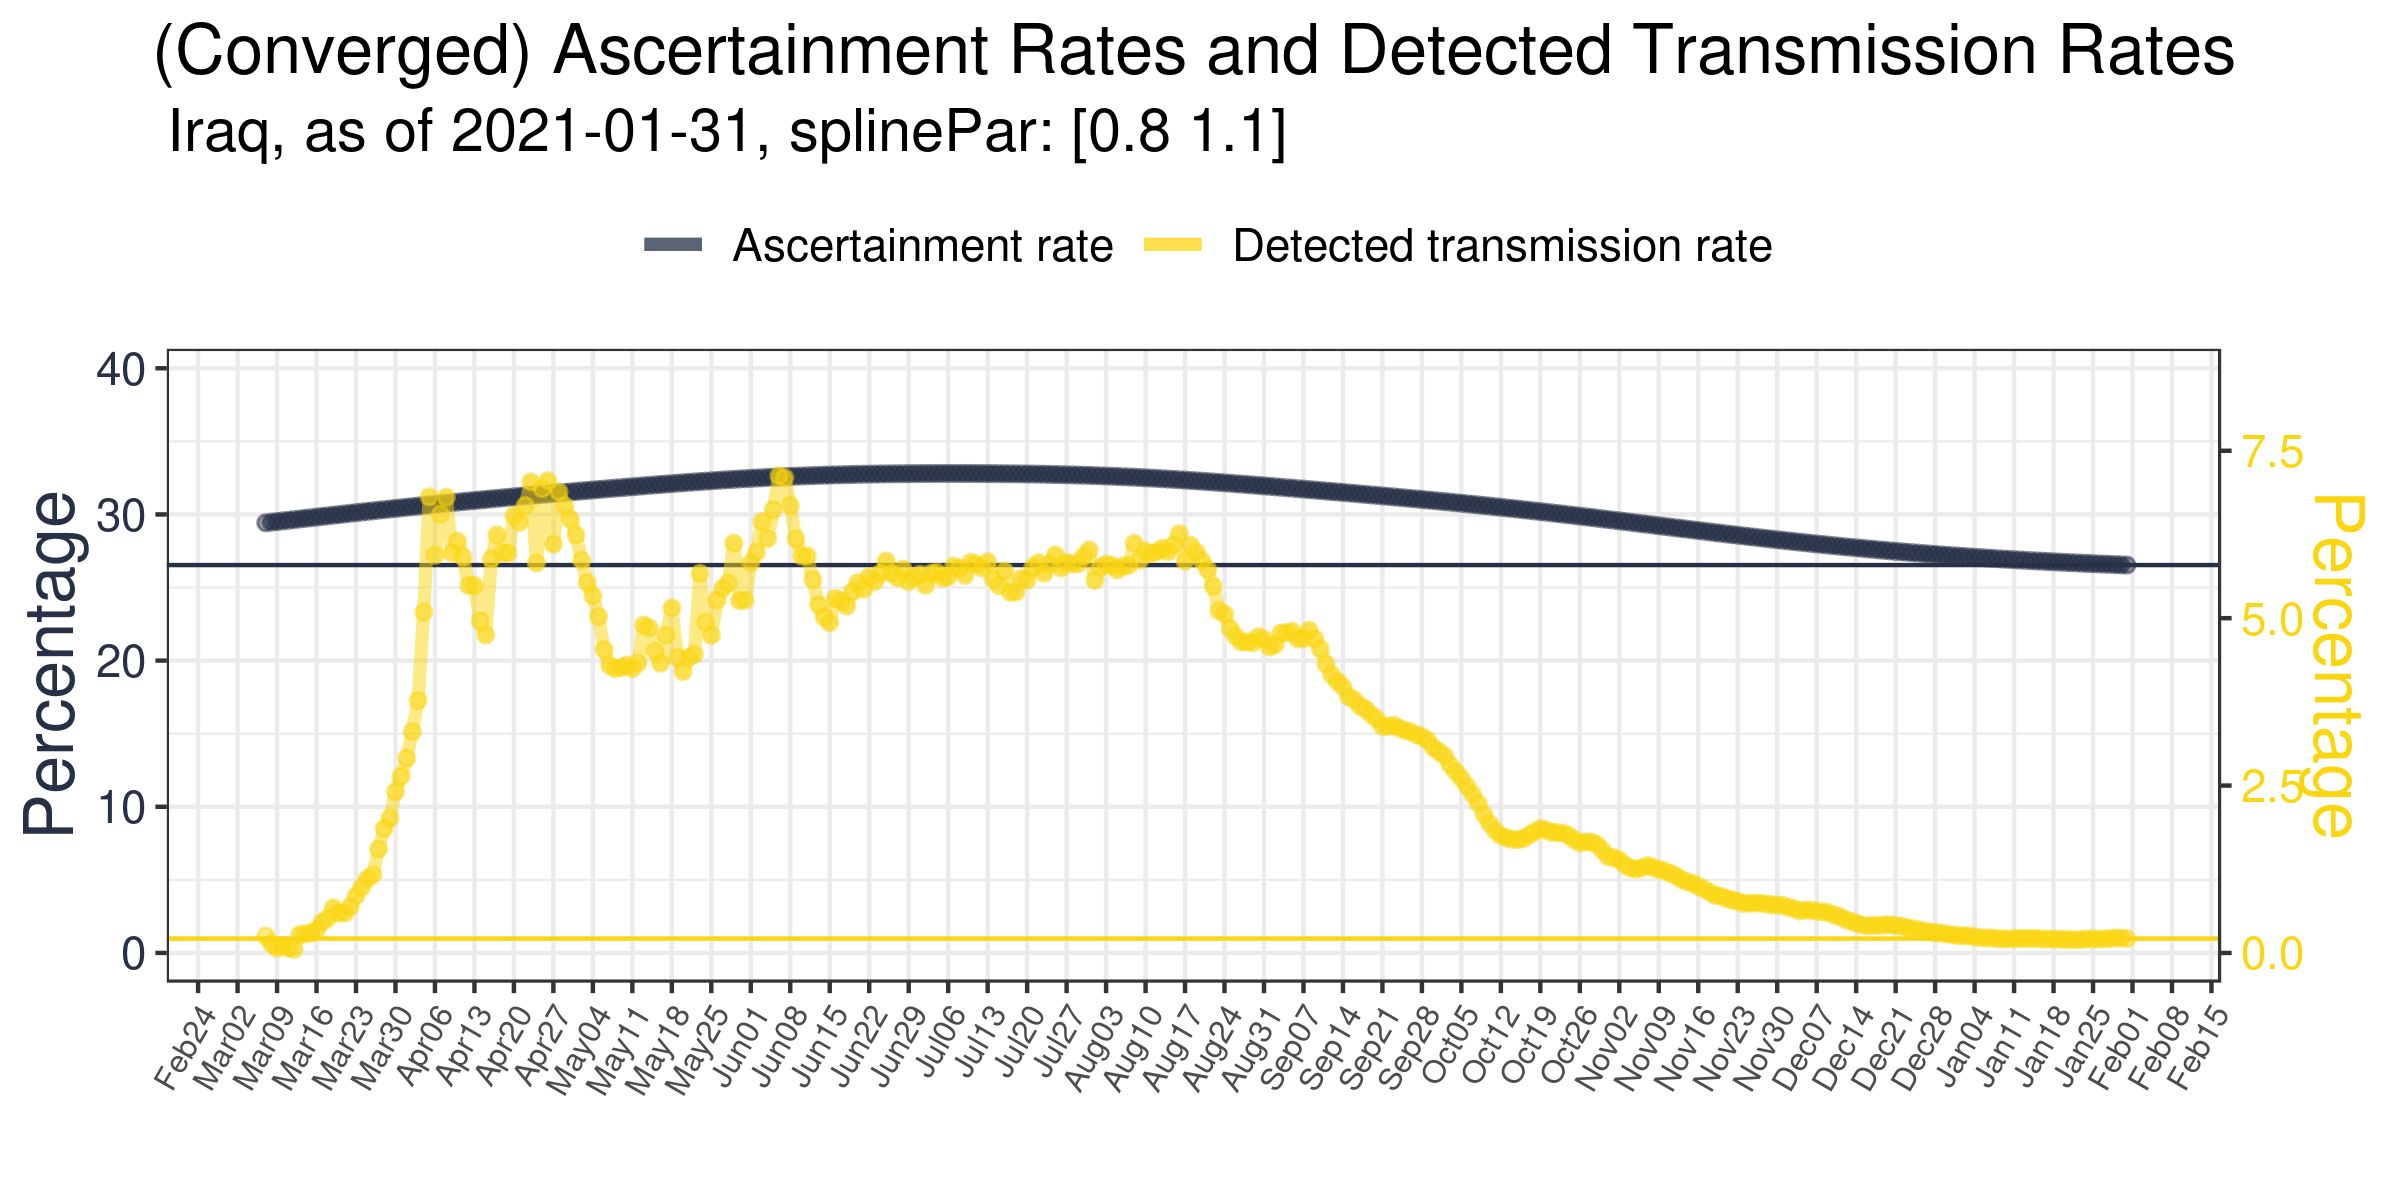 (Converged) Ascertainment Rates and Detected Transmission Rates
Iraq, as of 2021-01-31, splinePar: [0.8 1.1]
Ascertainment rate Detected transmission rate
Percentage
40
30
20
10
0
7.5
5.0
2.5
0.0
Percentage
Feb24
Mar02
Mar09
Mar16
Mar23
Mar30
Apr06
Apr13
Apr20
Apr27
May04
May11
May18
May25
Jun01
Jun08
Jun15
Jun22
Jun29
Jul06
Jul13
Jul20
Jul27
Aug03
Aug10
Aug17
Aug24
Aug31
Sep07
Sep14
Sep21
Sep28
Oct05
Oct12
Oct19
Oct26
Nov02
Nov09
Nov16
Nov23
Nov30
Dec07
Dec14
Dec21
Dec28
Jan04
Jan11
Jan18
Jan25
Feb01
Feb08
Feb15